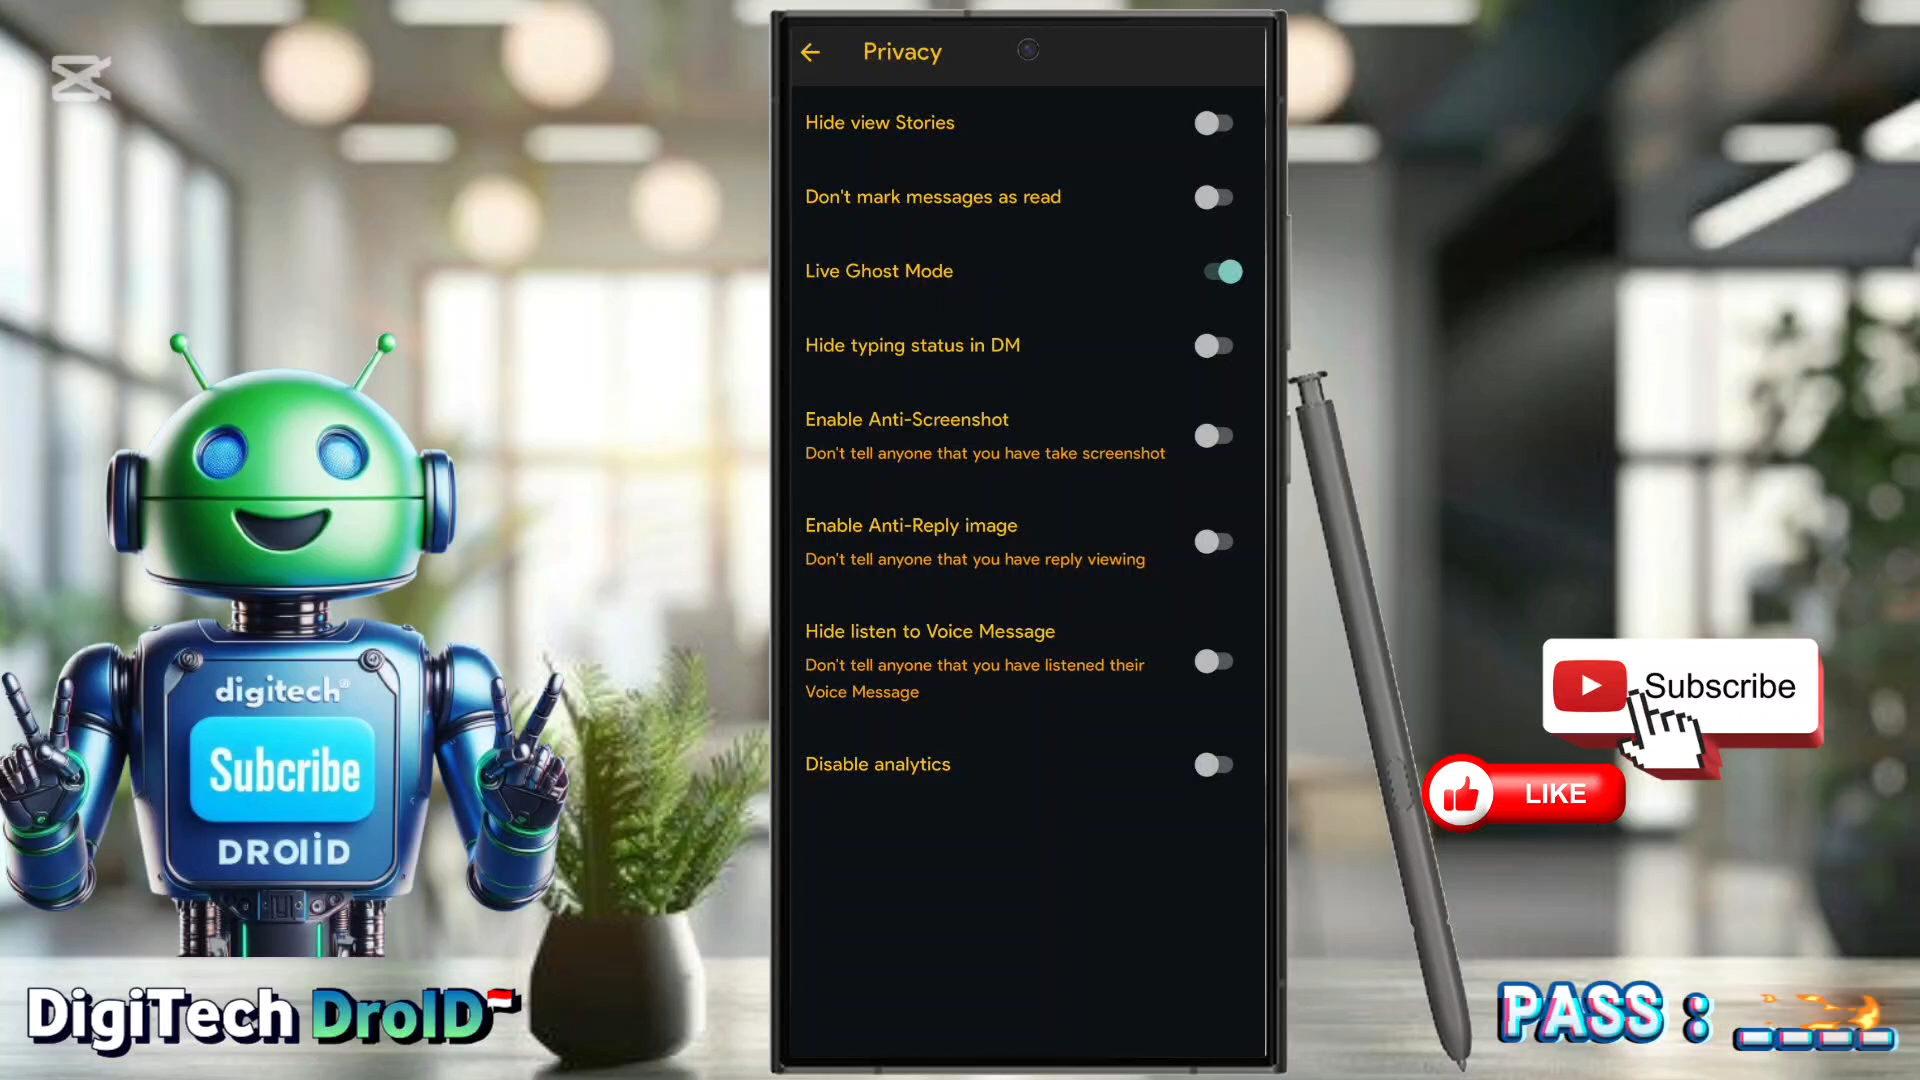 Privacy
Hide view Stories
Don't mark messages as read
Live Ghost Mode
Hide typing status in DM
Enable Anti-Screenshot
Don't tell anyone that you have take screenshot
Enable Anti-Reply image
Don't tell anyone that you have reply viewing
Hide listen to Voice Message
Don't tell anyone that you have listened their
Voice Message
Disable analytics
digitech
Subcribe
DROIID
DigiTech DroID
Subscribe
LIKE
PASS : ____